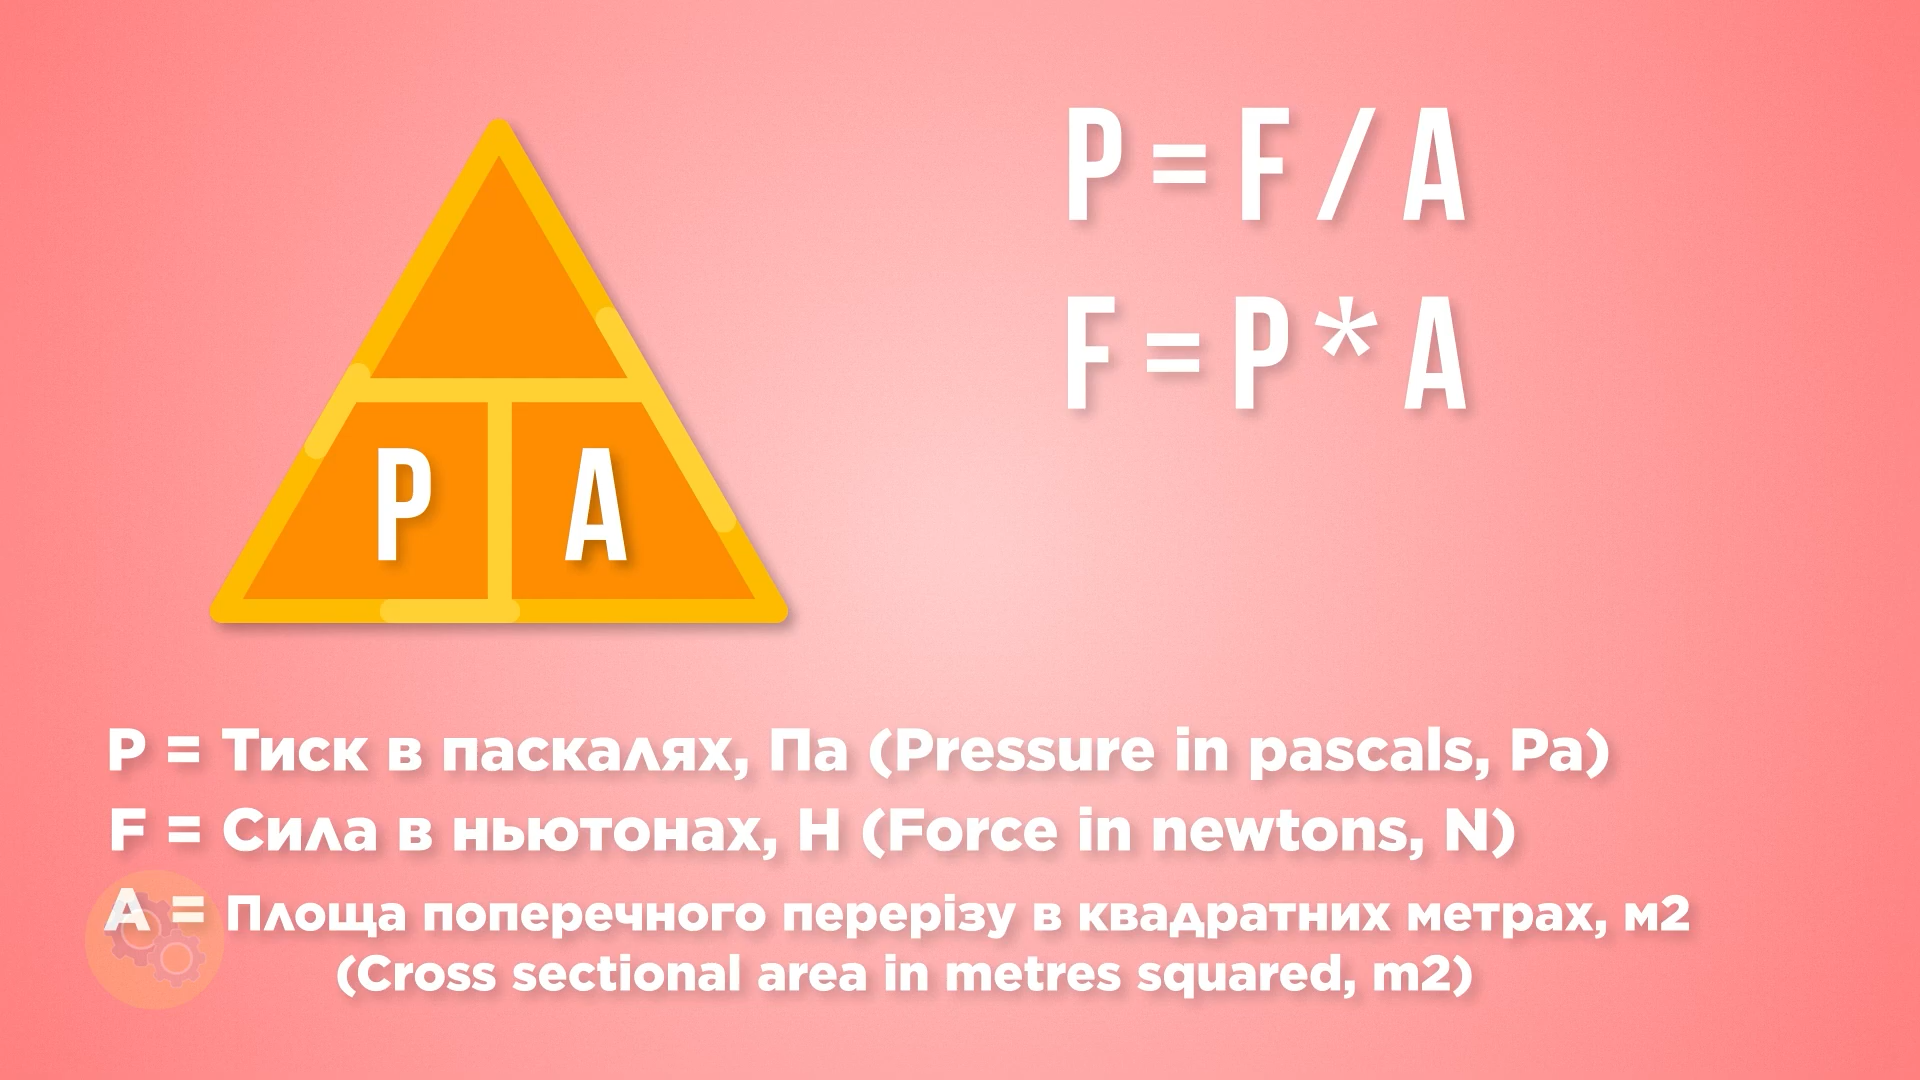 P = F / A
F = P * A
P A
P = Тиск в паскалях, Па (Pressure in pascals, Pa)
F = Сила в ньютонах, Н (Force in newtons, N)
A = Площа поперечного перерізу в квадратних метрах, м2
(Cross sectional area in metres squared, m2)